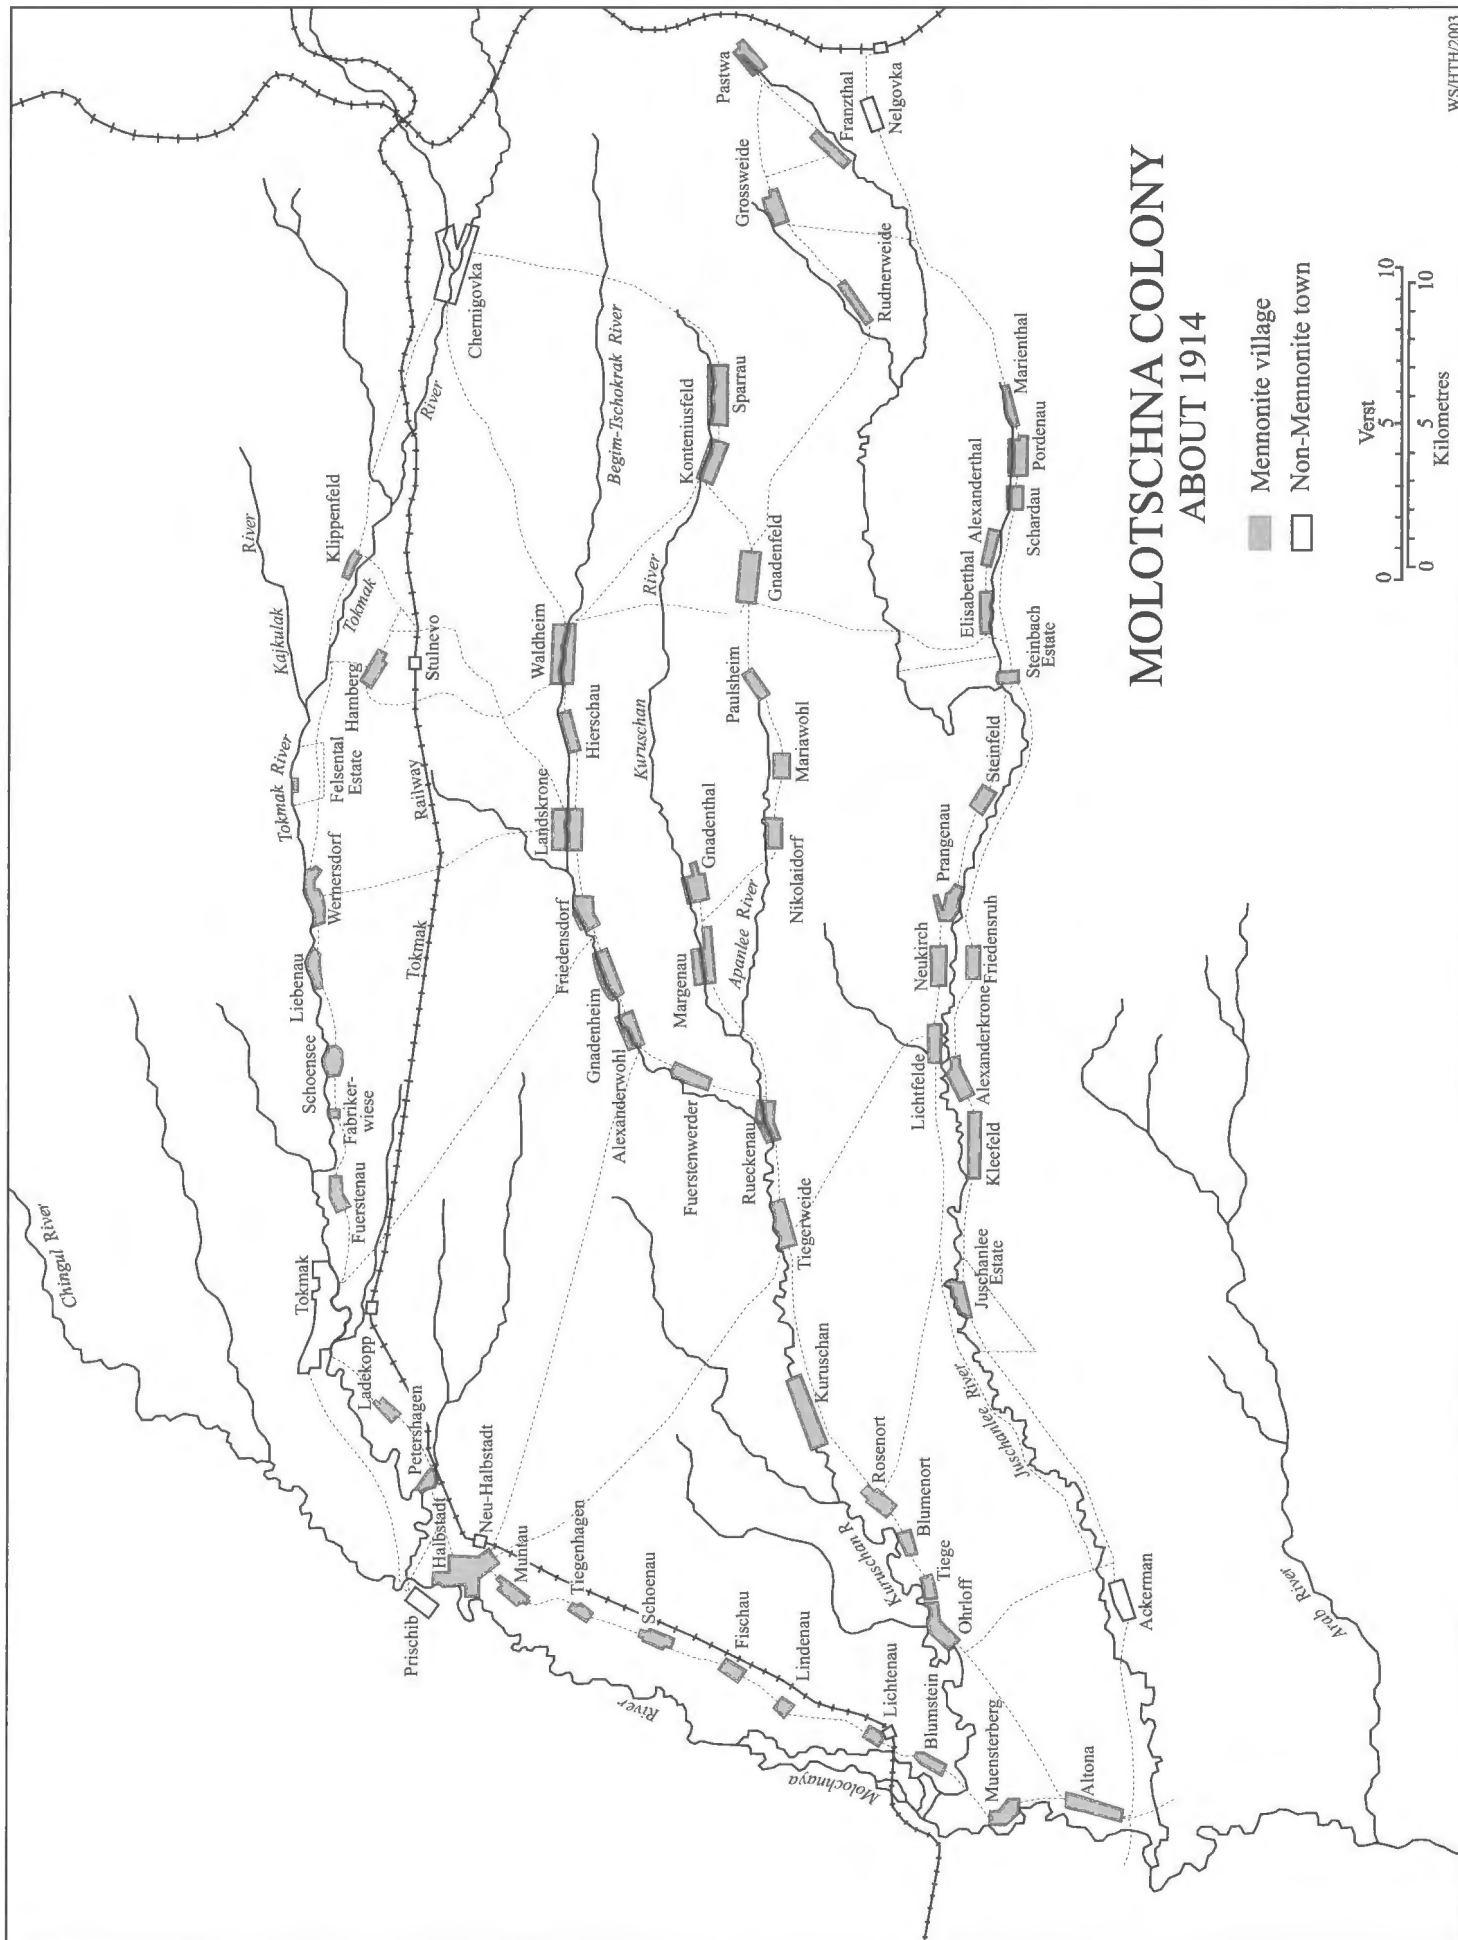 MOLOTSCHNA COLONY
ABOUT 1914
Mennonite village
Non-Mennonite town
Verst
0 5 10
0 5 10
Kilometres
WS/HTH/2003
Chingul River
Tokmak
Ladekopp
Petershagen
Halbstadt
Neu-Halbstadt
Prischib
Muntau
Tiegenhagen
Schoenau
Fischau
Lindenau
Lichtenau
Blumstein
Muensterberg
Altona
Molochnaya
River
Fuerstenau
Fabriker-
wiese
Schoensee
Liebenau
Wernersdorf
Tokmak River
Felsental
Estate
Hamberg
Klippenfeld
Kajkulak
River
Tokmak
River
Tokmak
Railway
Stulnevo
Chernigovka
Begim-Tschokrak River
Waldheim
Hierschau
Landskrone
Friedensdorf
Gnadenheim
Alexanderwohl
Fuerstenwerder
Rueckenau
Tiegerweide
Kuruschan
Rosenort
Blumenort
Tiege
Ohrloff
Kuruschan R.
Margenau
Gnadenthal
Kuruschan
River
Konteniusfeld
Sparrau
Apanlee River
Nikolaidorf
Mariawohl
Paulsheim
Gnadenfeld
Pastwa
Franzthal
Grossweide
Rudnerweide
Nelgovka
Marienthal
Pordenau
Schardau
Alexanderthal
Elisabetthal
Steinbach
Estate
Steinfeld
Prangenau
Neukirch
Friedensruh
Lichtfelde
Alexanderkrone
Kleefeld
Juschanlee
Estate
Juschanlee
River
Ackerman
Arab River